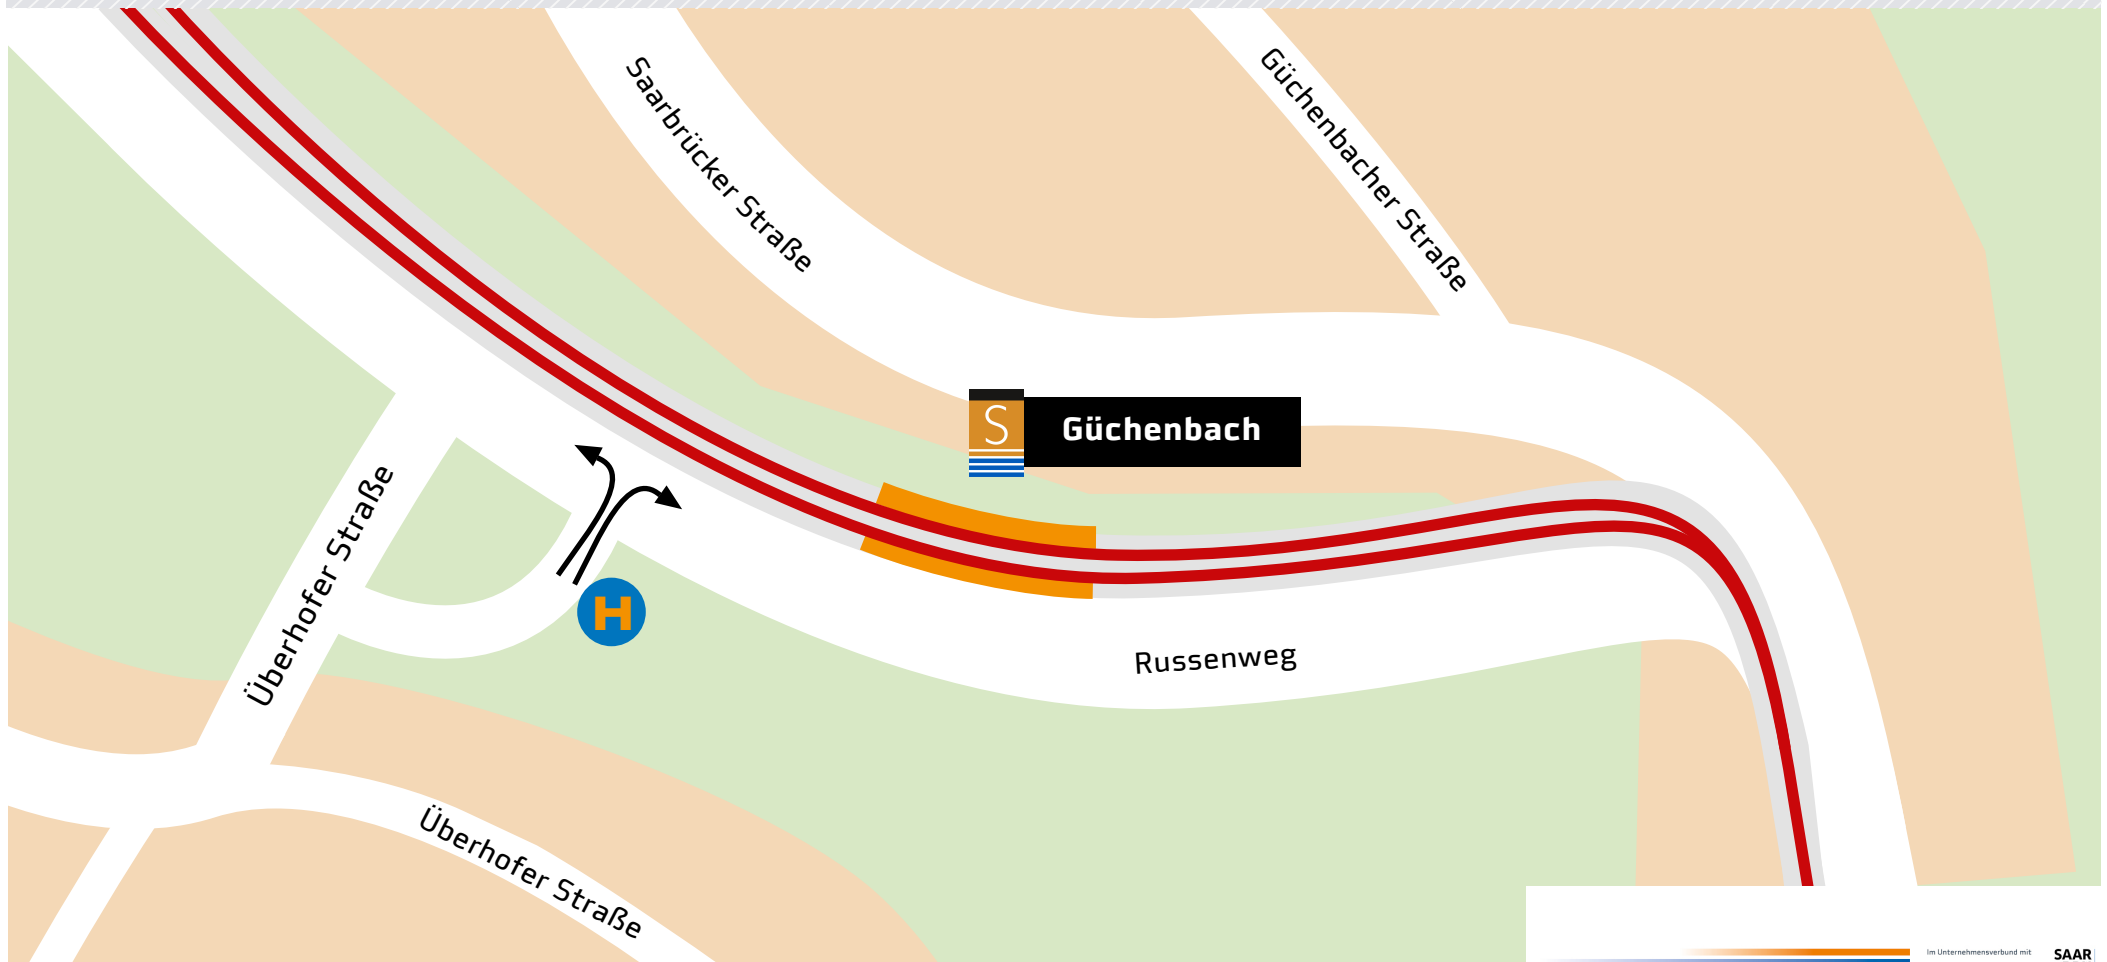 Saarbrücker Straße
Güchenbacher Straße
S
Güchenbach
Überhofer Straße
H
Russenweg
Überhofer Straße
Im Unternehmensverbund mit
SAAR